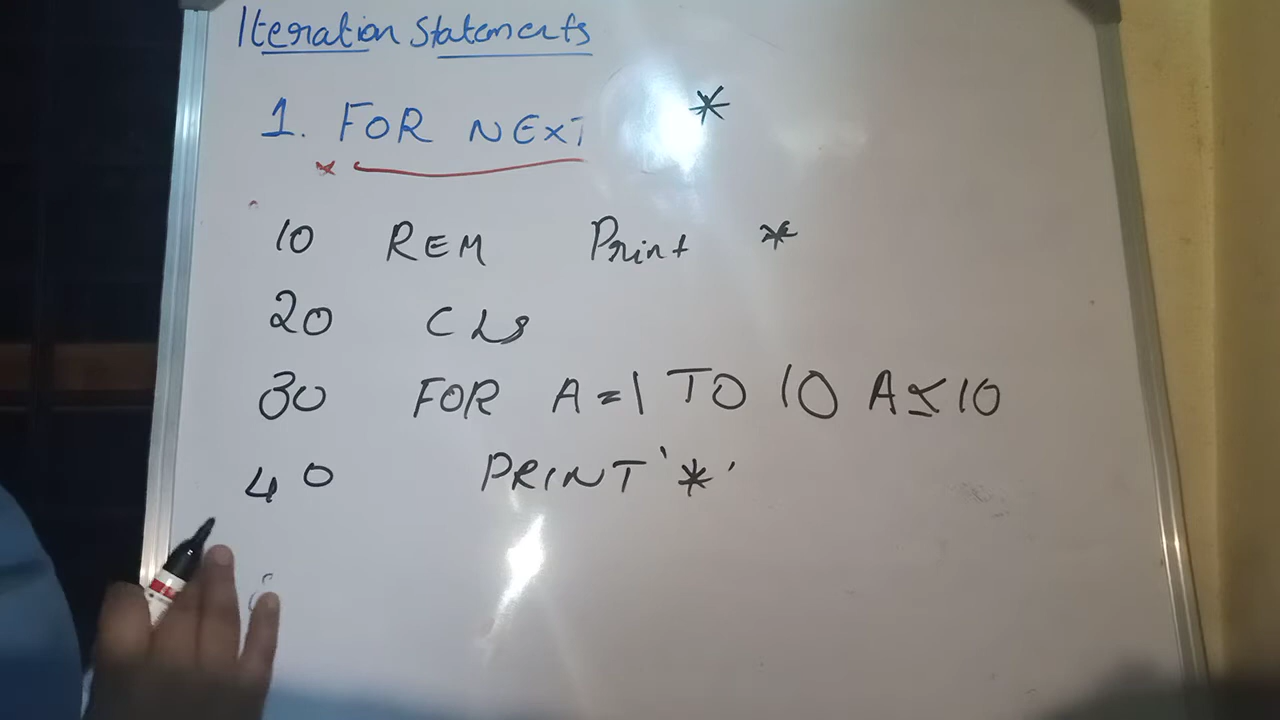 Iteration Statements
1. FOR NEXT *
10 REM Print *
20 CLS
30 FOR A=1 TO 10 A≤10
40 PRINT '*'